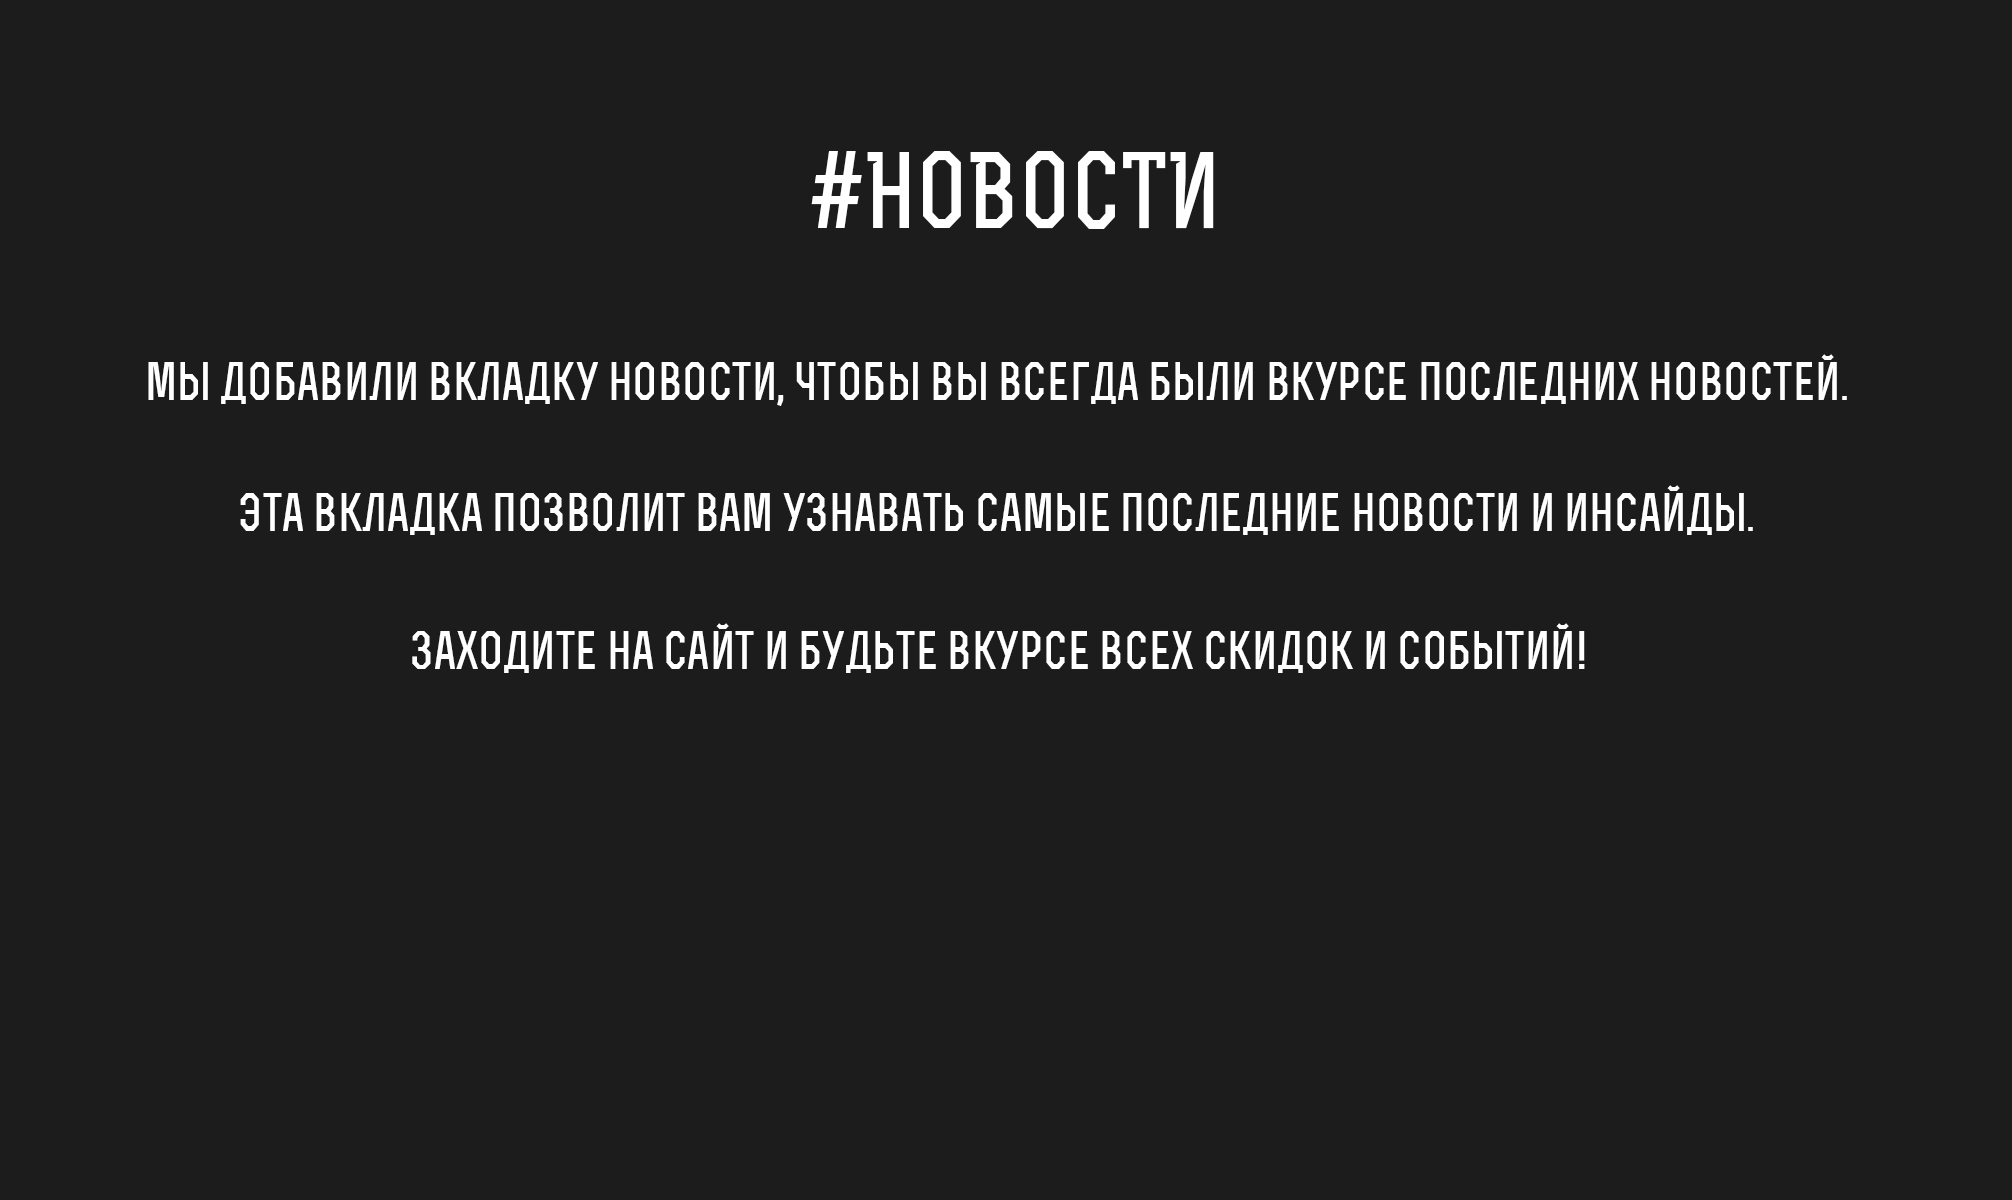 #НОВОСТИ
МЫ ДОБАВИЛИ ВКЛАДКУ НОВОСТИ, ЧТОБЫ ВЫ ВСЕГДА БЫЛИ ВКУРСЕ ПОСЛЕДНИХ НОВОСТЕЙ.
ЭТА ВКЛАДКА ПОЗВОЛИТ ВАМ УЗНАВАТЬ САМЫЕ ПОСЛЕДНИЕ НОВОСТИ И ИНСАЙДЫ.
ЗАХОДИТЕ НА САЙТ И БУДЬТЕ ВКУРСЕ ВСЕХ СКИДОК И СОБЫТИЙ!